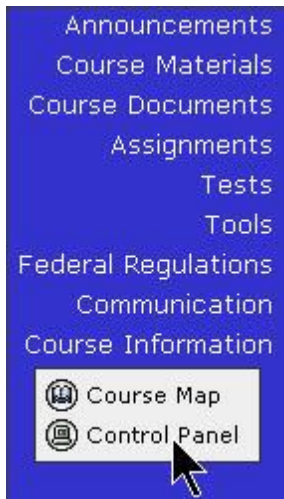 Announcements
Course Materials
Course Documents
Assignments
Tests
Tools
Federal Regulations
Communication
Course Information
Course Map
Control Panel